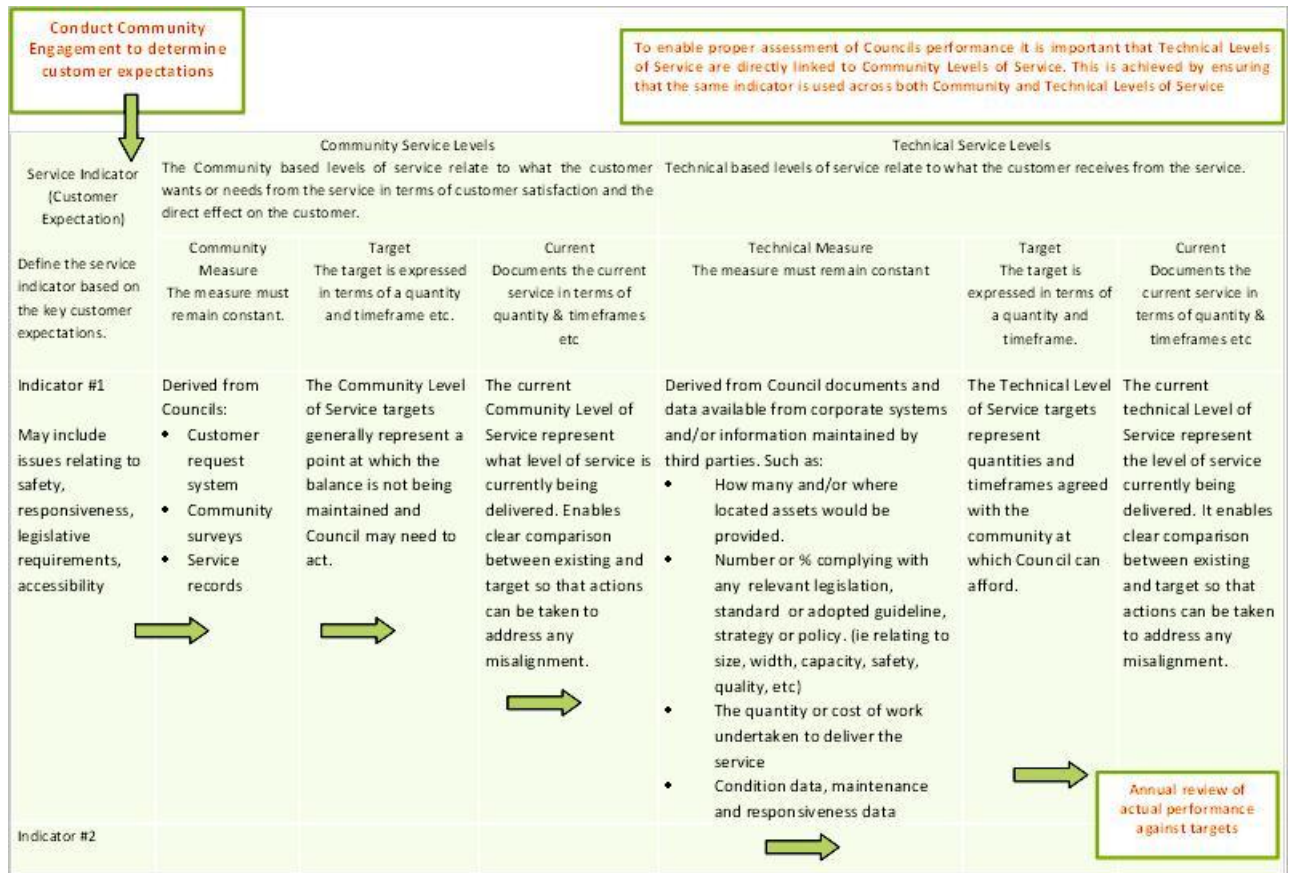 Conduct Community
Engagement to determine
customer expectations
To enable proper assessment of Councils performance it is important that Technical Levels
of Service are directly linked to Community Levels of Service. This is achieved by ensuring
that the same indicator is used across both Community and Technical Levels of Service
Service Indicator
(Customer
Expectation)
Community Service Levels
The Community based levels of service relate to what the customer
wants or needs from the service in terms of customer satisfaction and the
direct effect on the customer.
Technical Service Levels
Technical based levels of service relate to what the customer receives from the service.
Define the service
indicator based on
the key customer
expectations.
Community
Measure
The measure must
remain constant.
Target
The target is expressed
in terms of a quantity
and timeframe etc.
Current
Documents the current
service in terms of
quantity & timeframes
etc
Technical Measure
The measure must remain constant
Target
The target is
expressed in terms of
a quantity and
timeframe.
Current
Documents the
current service in
terms of quantity &
timeframes etc
Indicator #1
May include
issues relating to
safety,
responsiveness,
legislative
requirements,
accessibility
Derived from
Councils:
• Customer
request
system
• Community
surveys
• Service
records
The Community Level
of Service targets
generally represent a
point at which the
balance is not being
maintained and
Council may need to
act.
The current
Community Level of
Service represent
what level of service is
currently being
delivered. Enables
clear comparison
between existing and
target so that actions
can be taken to
address any
misalignment.
Derived from Council documents and
data available from corporate systems
and/or information maintained by
third parties. Such as:
• How many and/or where
located assets would be
provided.
• Number or % complying with
any relevant legislation,
standard or adopted guideline,
strategy or policy. (ie relating to
size, width, capacity, safety,
quality, etc)
• The quantity or cost of work
undertaken to deliver the
service
• Condition data, maintenance
and responsiveness data
The Technical Level
of Service targets
represent
quantities and
timeframes agreed
with the
community at
which Council can
afford.
The current
technical Level of
Service represent
the level of service
currently being
delivered. It enables
clear comparison
between existing
and target so that
actions can be taken
to address any
misalignment.
Annual review of
actual performance
against targets
Indicator #2